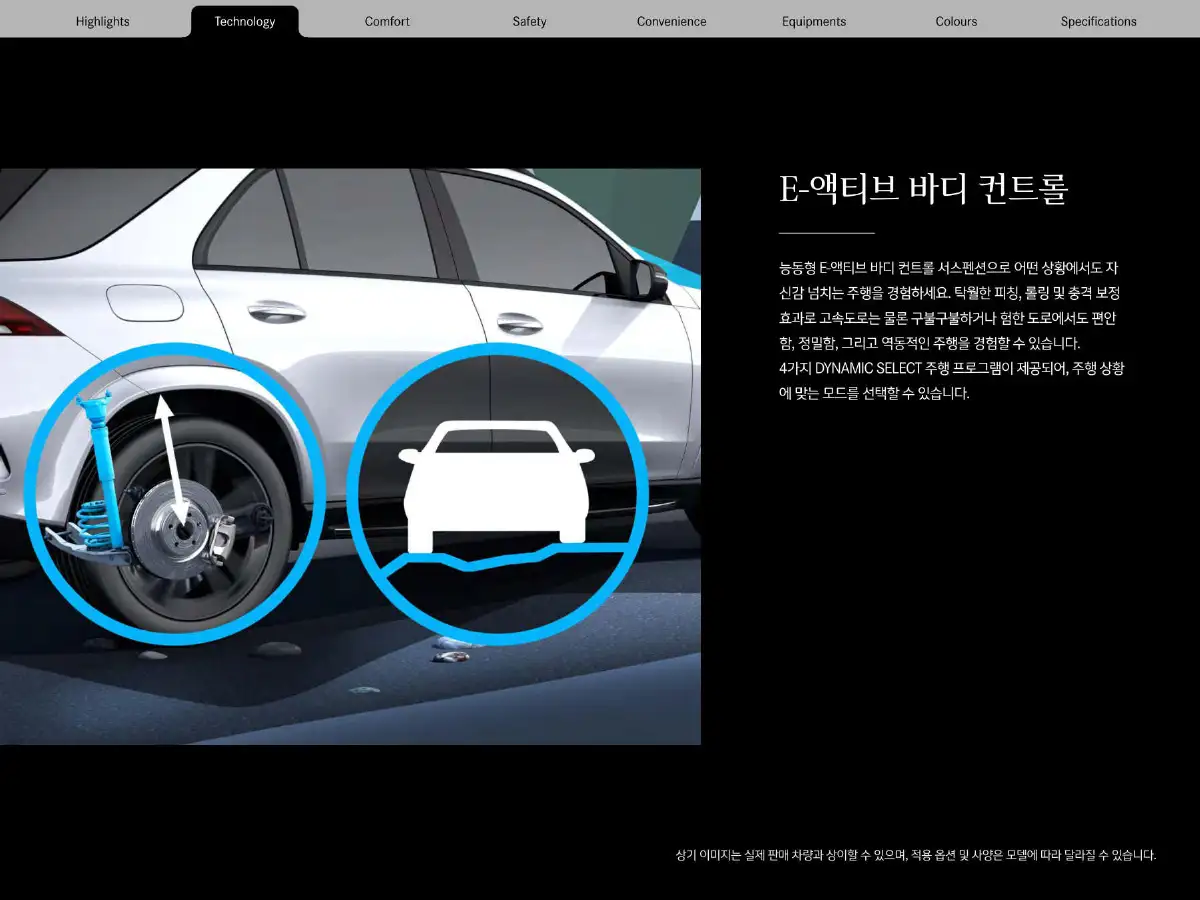 Highlights
Technology
Comfort
Safety
Convenience
Equipments
Colours
Specifications
E-액티브 바디 컨트롤
능동형 E-액티브 바디 컨트롤 서스펜션으로 어떤 상황에서도 자
신감 넘치는 주행을 경험하세요. 탁월한 피칭, 롤링 및 충격 보정
효과로 고속도로는 물론 구불구불하거나 험한 도로에서도 편안
함, 정밀함, 그리고 역동적인 주행을 경험할 수 있습니다.
4가지 DYNAMIC SELECT 주행 프로그램이 제공되어, 주행 상황
에 맞는 모드를 선택할 수 있습니다.
상기 이미지는 실제 판매 차량과 상이할 수 있으며, 적용 옵션 및 사양은 모델에 따라 달라질 수 있습니다.